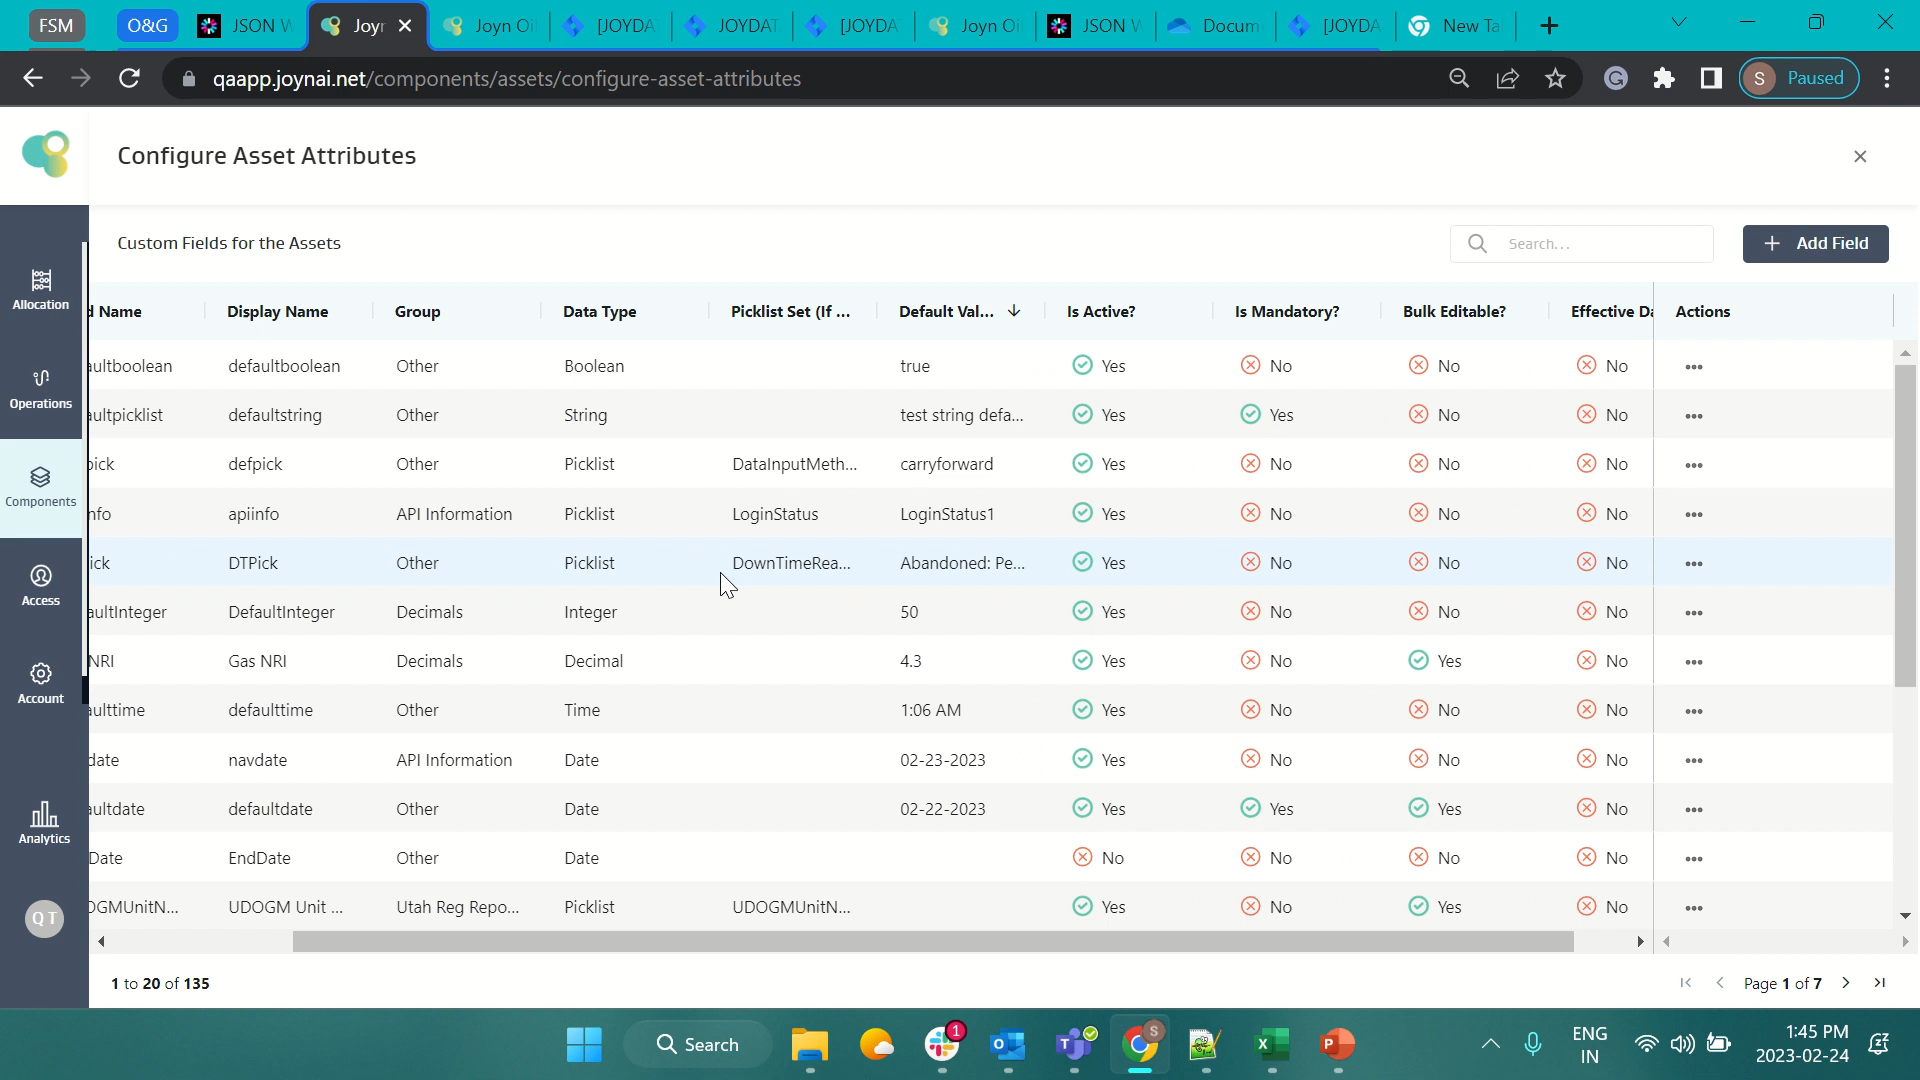 FSM
O&G
JSON W
Joyr
Joyn Oi
[JOYDA
JOYDAT
[JOYDA
Joyn Oi
JSON W
Docum
[JOYDA
New Ta
qaapp.joynai.net/components/assets/configure-asset-attributes
S Paused
Configure Asset Attributes
Custom Fields for the Assets
Search...
Add Field
Allocation
Operations
Components
Access
Account
Analytics
QT
d Name Display Name Group Data Type Picklist Set (If ... Default Val... Is Active? Is Mandatory? Bulk Editable? Effective Da Actions
aultboolean defaultboolean Other Boolean true Yes No No No
aultpicklist defaultstring Other String test string defa... Yes Yes No No
pick defpick Other Picklist DataInputMeth... carryforward Yes No No No
nfo apiinfo API Information Picklist LoginStatus LoginStatus1 Yes No No No
ick DTPick Other Picklist DownTimeRea... Abandoned: Pe... Yes No No No
aultInteger DefaultInteger Decimals Integer 50 Yes No No No
NRI Gas NRI Decimals Decimal 4.3 Yes No Yes No
aulttime defaulttime Other Time 1:06 AM Yes No No No
date navdate API Information Date 02-23-2023 Yes No No No
aultdate defaultdate Other Date 02-22-2023 Yes Yes Yes No
Date EndDate Other Date No No No No
OGMUnitN... UDOGM Unit ... Utah Reg Repo... Picklist UDOGMUnitN... Yes No Yes No
1 to 20 of 135
Page 1 of 7
Search
1
S
ENG
IN
1:45 PM
2023-02-24